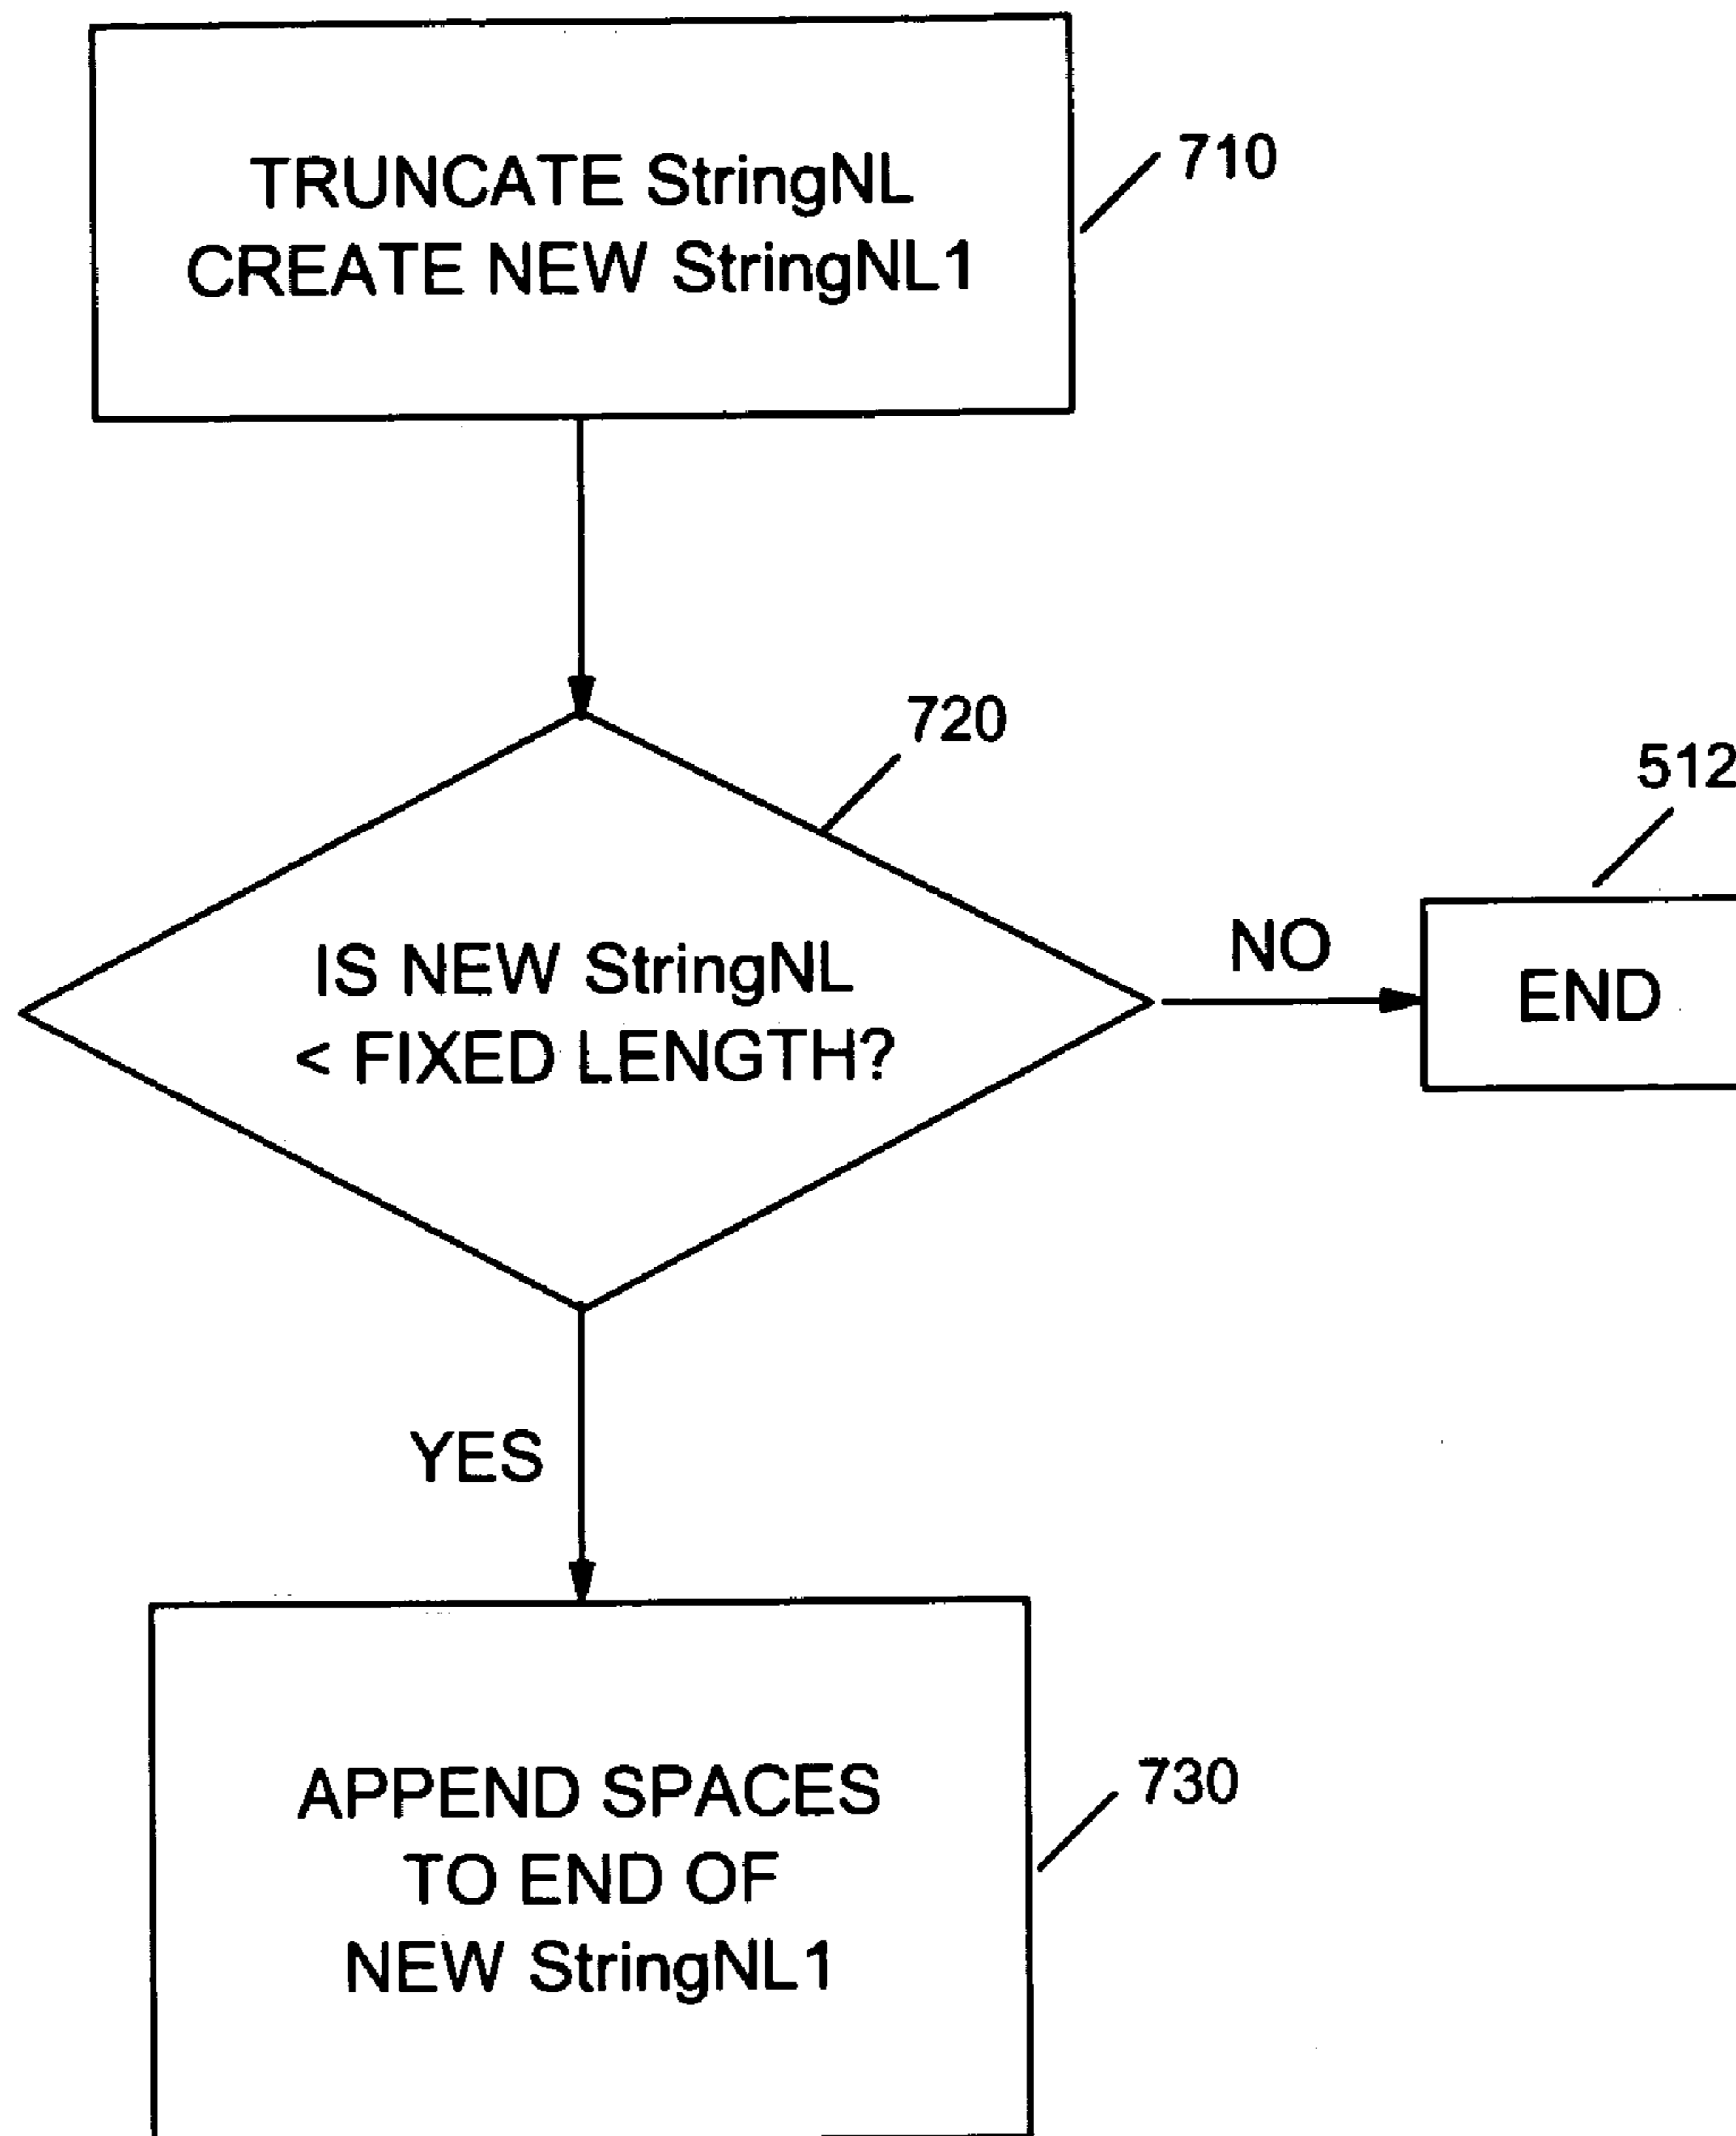 TRUNCATE StringNL
CREATE NEW StringNL1
710
720
IS NEW StringNL
< FIXED LENGTH?
NO
512
END
YES
APPEND SPACES
TO END OF
NEW StringNL1
730